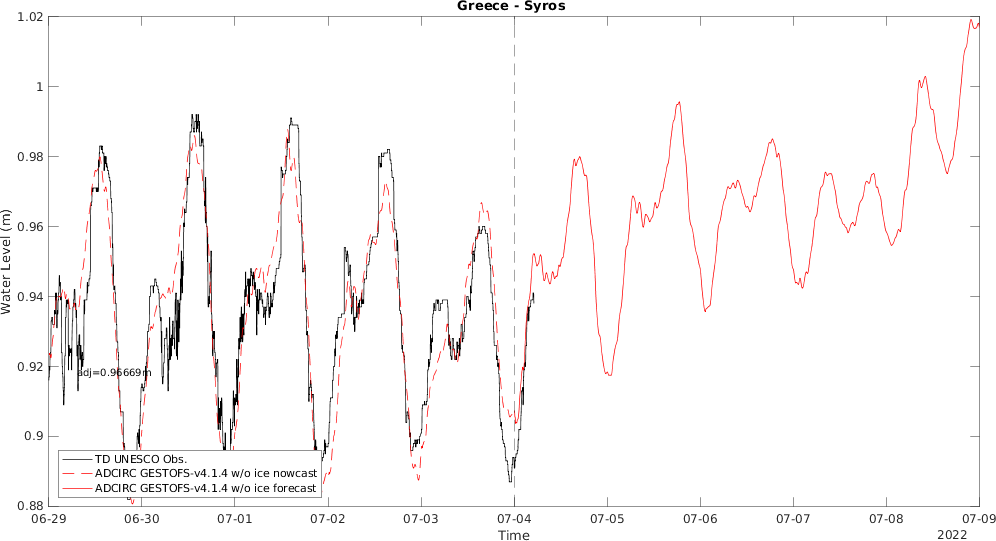 Greece - Syros
1.02
1
0.98
0.96
0.94
0.92
0.9
0.88
Water Level (m)
adj=0.96669m
TD UNESCO Obs.
ADCIRC GESTOFS-v4.1.4 w/o ice nowcast
ADCIRC GESTOFS-v4.1.4 w/o ice forecast
06-29 06-30 07-01 07-02 07-03 07-04 07-05 07-06 07-07 07-08 07-09
Time
2022